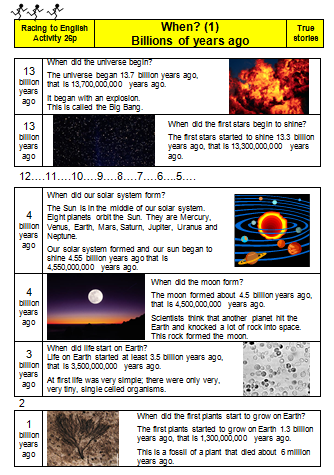 Racing to English
Activity 26p
When? (1)
Billions of years ago
True
stories
13
billion
years
ago
When did the universe begin?
The universe began 13.7 billion years ago,
that is 13,700,000,000 years ago.
It began with an explosion.
This is called the Big Bang.
13
billion
years
ago
When did the first stars begin to shine?
The first stars started to shine 13.3 billion
years ago, that is 13,300,000,000 years
ago.
12....11....10....9....8....7....6....5....
4
billion
years
ago
When did our solar system form?
The Sun is in the middle of our solar system.
Eight planets orbit the Sun. They are Mercury,
Venus, Earth, Mars, Saturn, Jupiter, Uranus and
Neptune.
Our solar system formed and our sun began to
shine 4.55 billion years ago that is
4,550,000,000 years ago.
4
billion
years
ago
When did the moon form?
The moon formed about 4.5 billion years ago,
that is 4,500,000,000 years ago.
Scientists think that another planet hit the
Earth and knocked a lot of rock into space.
This rock formed the moon.
3
billion
years
ago
When did life start on Earth?
Life on Earth started at least 3.5 billion years ago,
that is 3,500,000,000 years ago.
At first life was very simple; there were only very,
very tiny, single celled organisms.
2
1
billion
years
ago
When did the first plants start to grow on Earth?
The first plants started to grow on Earth 1.3 billion
years ago, that is 1,300,000,000 years ago.
This is a fossil of a plant that died about 6 million
years ago.